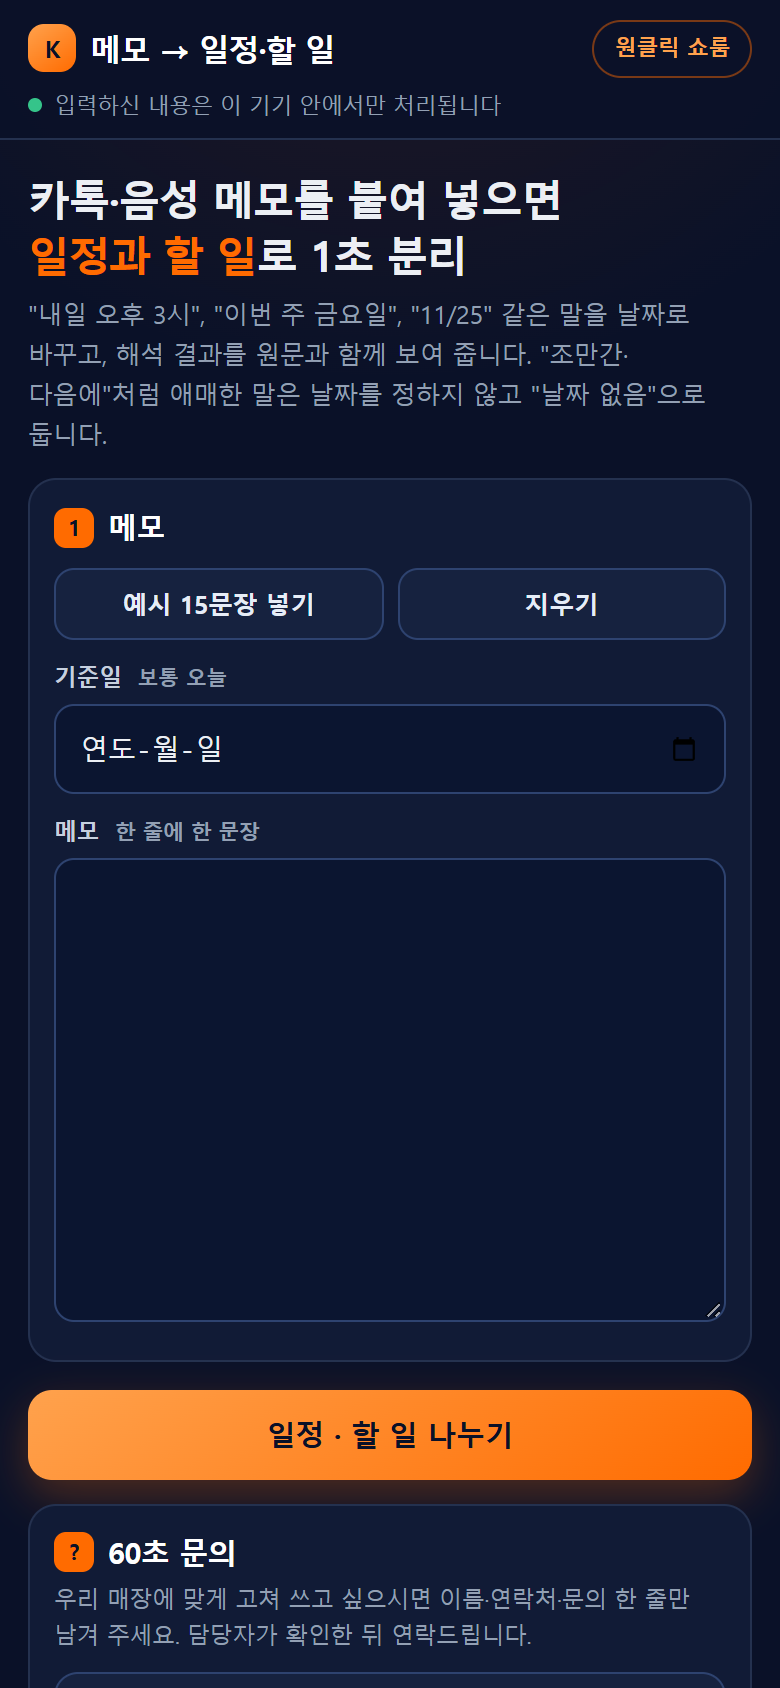 K 메모 → 일정·할 일 원클릭 쇼룸
입력하신 내용은 이 기기 안에서만 처리됩니다
카톡·음성 메모를 붙여 넣으면
일정과 할 일로 1초 분리
"내일 오후 3시", "이번 주 금요일", "11/25" 같은 말을 날짜로
바꾸고, 해석 결과를 원문과 함께 보여 줍니다. "조만간·
다음에"처럼 애매한 말은 날짜를 정하지 않고 "날짜 없음"으로
둡니다.
1 메모
예시 15문장 넣기 지우기
기준일 보통 오늘
연도-월-일
메모 한 줄에 한 문장
일정 · 할 일 나누기
? 60초 문의
우리 매장에 맞게 고쳐 쓰고 싶으시면 이름·연락처·문의 한 줄만
남겨 주세요. 담당자가 확인한 뒤 연락드립니다.